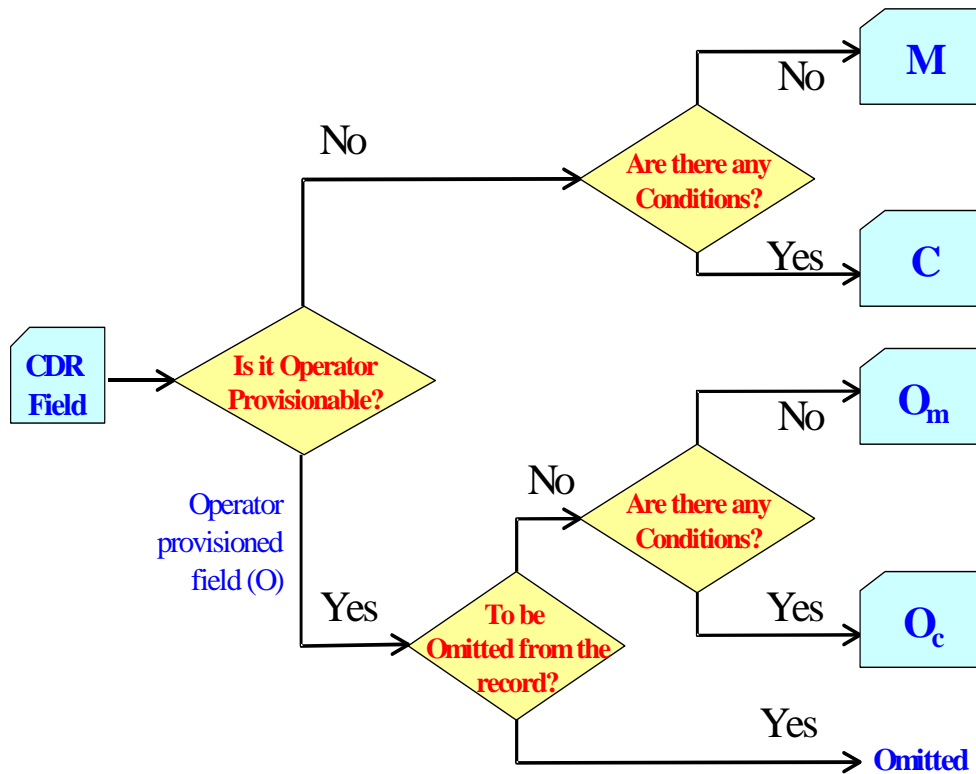 M
No
No
Are there any
Conditions?
Yes
C
CDR
Field
Is it Operator
Provisionable?
No
Om
Operator
provisioned
field (O)
No
Are there any
Conditions?
Yes
To be
Omitted from the
record?
Yes
Oc
Yes
Omitted